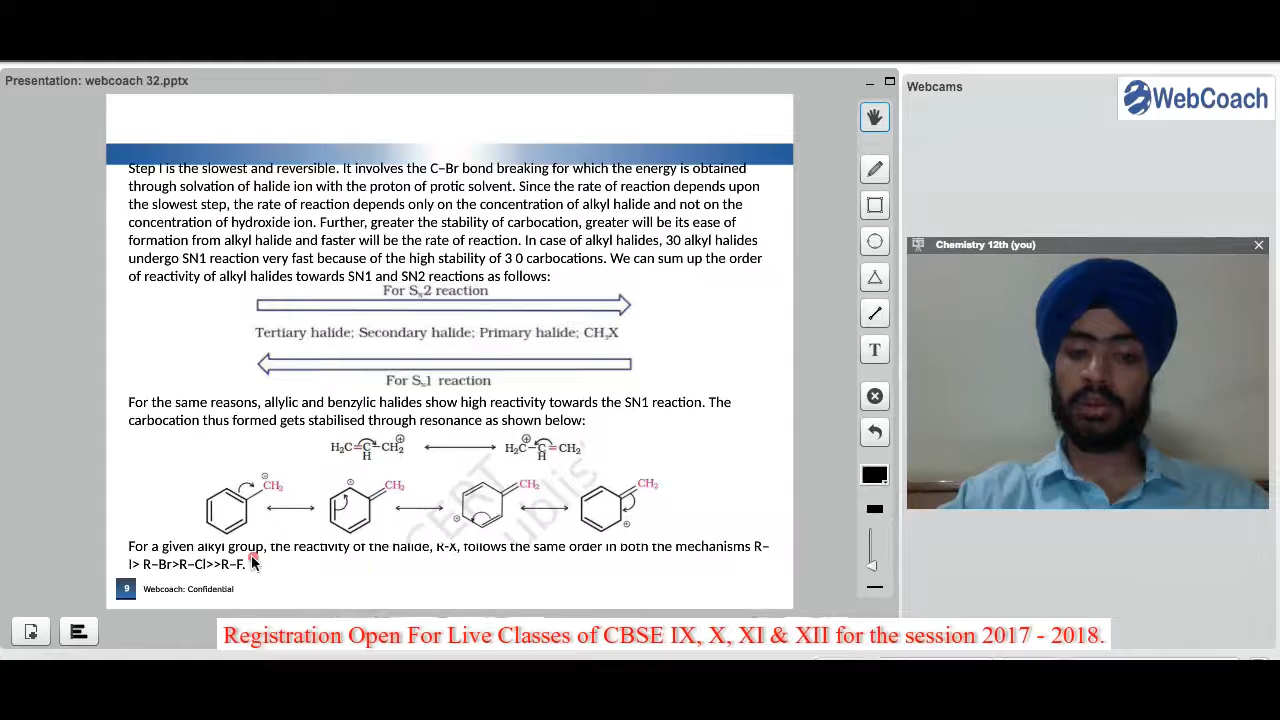 Presentation: webcoach 32.pptx
Webcams
WebCoach
Step I is the slowest and reversible. It involves the C–Br bond breaking for which the energy is obtained
through solvation of halide ion with the proton of protic solvent. Since the rate of reaction depends upon
the slowest step, the rate of reaction depends only on the concentration of alkyl halide and not on the
concentration of hydroxide ion. Further, greater the stability of carbocation, greater will be its ease of
formation from alkyl halide and faster will be the rate of reaction. In case of alkyl halides, 30 alkyl halides
undergo SN1 reaction very fast because of the high stability of 3 0 carbocations. We can sum up the order
of reactivity of alkyl halides towards SN1 and SN2 reactions as follows:
For SN2 reaction
Tertiary halide; Secondary halide; Primary halide; CH3X
For SN1 reaction
For the same reasons, allylic and benzylic halides show high reactivity towards the SN1 reaction. The
carbocation thus formed gets stabilised through resonance as shown below:
H2C=C–CH2 H2C–C=CH2
H H
CH2 CH2 CH2 CH2
For a given alkyl group, the reactivity of the halide, R-X, follows the same order in both the mechanisms R–
I> R–Br>R–Cl>>R–F.
9 Webcoach: Confidential
Chemistry 12th (you)
T
Registration Open For Live Classes of CBSE IX, X, XI & XII for the session 2017 - 2018.